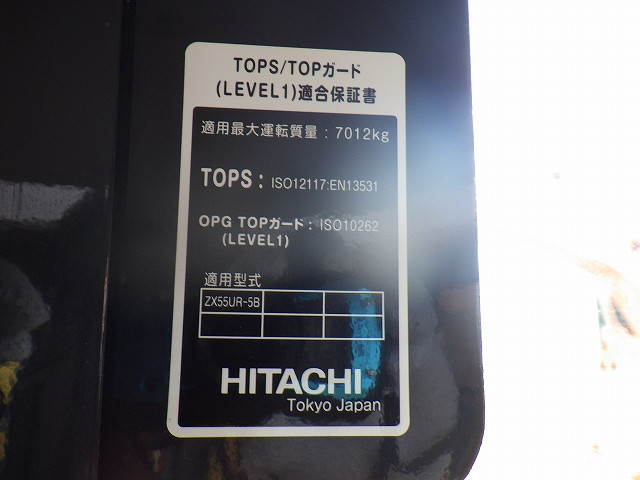 TOPS/TOPガード
(LEVEL1)適合保証書
適用最大運転質量：7012kg
TOPS： ISO12117:EN13531
OPG TOPガード：ISO10262
(LEVEL1)
適用型式
ZX55UR-5B
HITACHI
Tokyo Japan